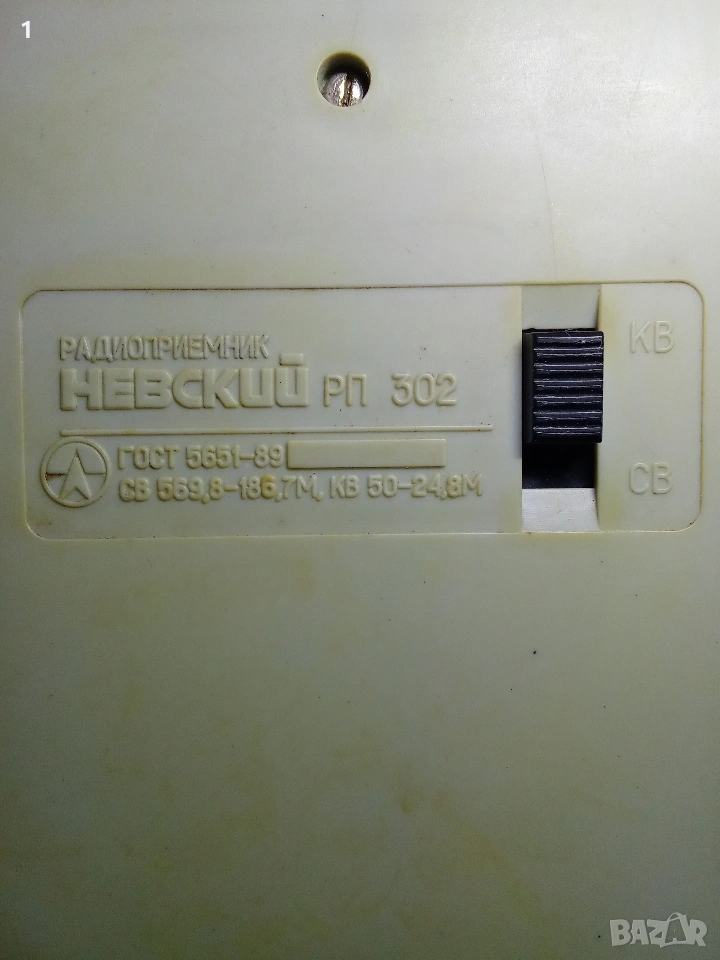 1
РАДИОПРИЕМНИК
НЕВСКИЙ РП 302
КВ
ГОСТ 5651-89
СВ 569,8-186,7М, КВ 50-24,8М
СВ
BAZAR